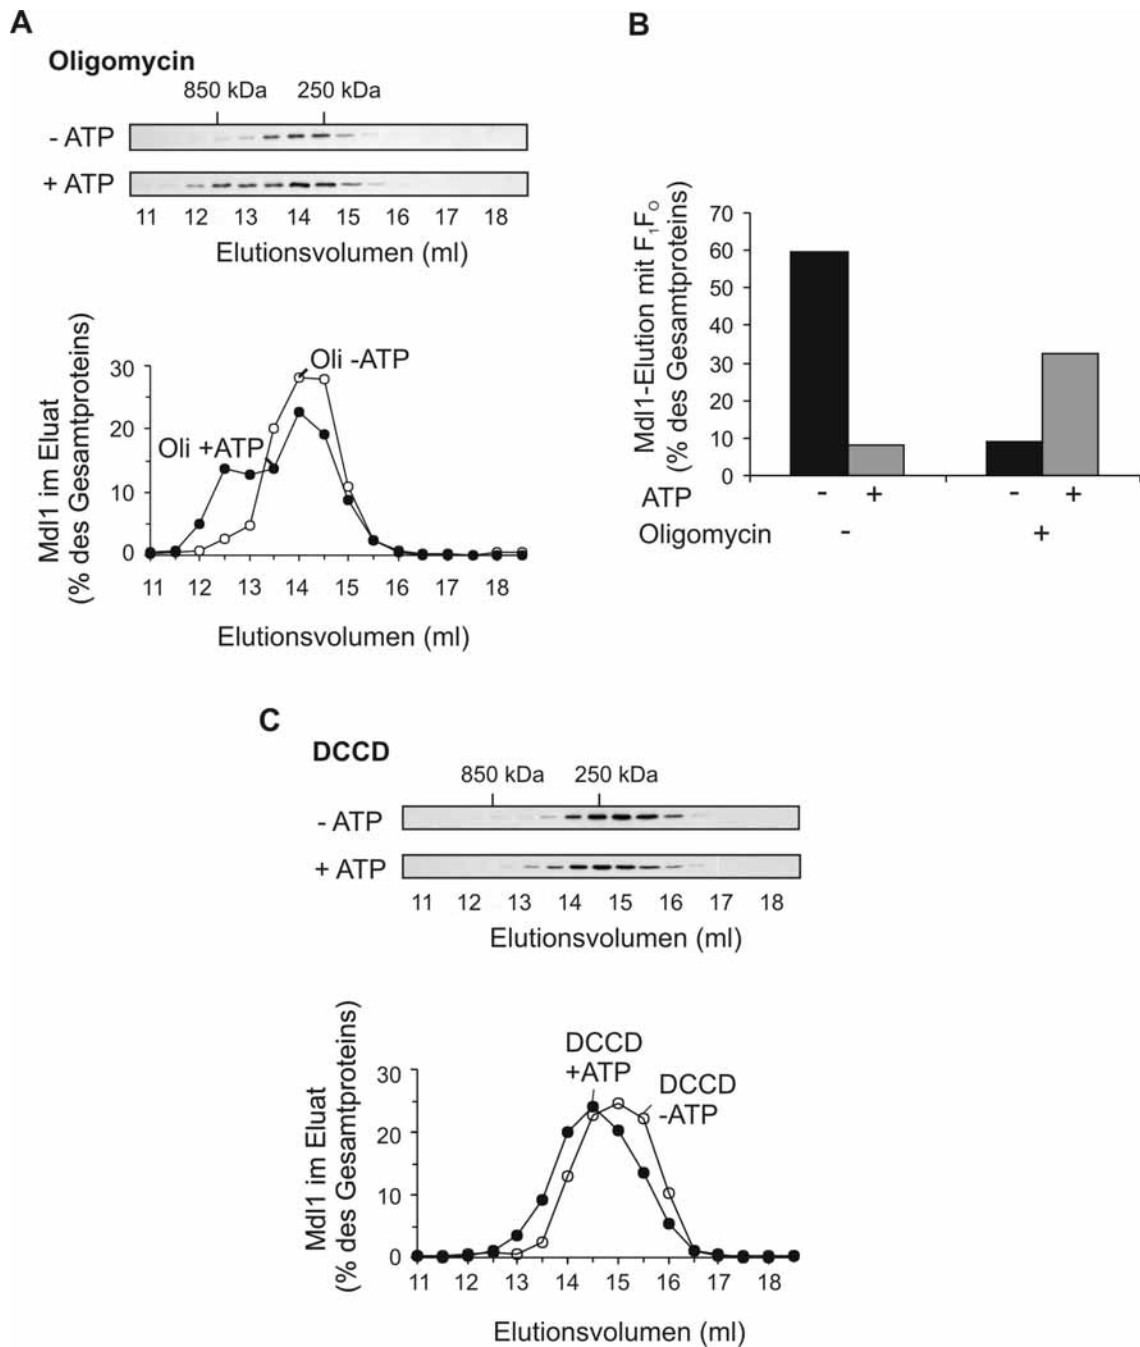 A
Oligomycin
850 kDa 250 kDa
- ATP
+ ATP
11 12 13 14 15 16 17 18
Elutionsvolumen (ml)
Mdl1 im Eluat
(% des Gesamtproteins)
30
20
10
0
Oli -ATP
Oli +ATP
11 12 13 14 15 16 17 18
Elutionsvolumen (ml)
B
Mdl1-Elution mit F₁F₀
(% des Gesamtproteins)
70
60
50
40
30
20
10
0
ATP - + - +
Oligomycin - +
C
DCCD
850 kDa 250 kDa
- ATP
+ ATP
11 12 13 14 15 16 17 18
Elutionsvolumen (ml)
Mdl1 im Eluat
(% des Gesamtproteins)
30
20
10
0
DCCD
+ATP
DCCD
-ATP
11 12 13 14 15 16 17 18
Elutionsvolumen (ml)